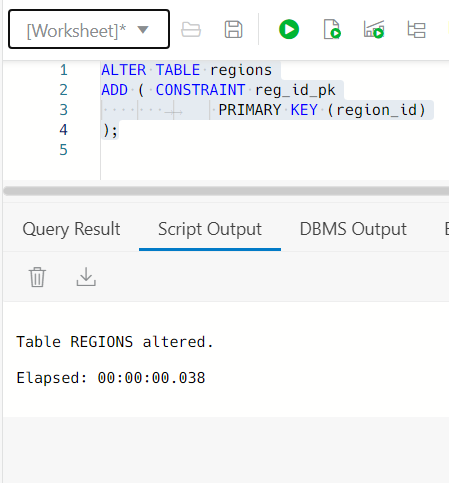 [Worksheet]*
1 ALTER TABLE regions
2 ADD ( CONSTRAINT reg_id_pk
3 PRIMARY KEY (region_id)
4 );
5
Query Result Script Output DBMS Output
Table REGIONS altered.
Elapsed: 00:00:00.038